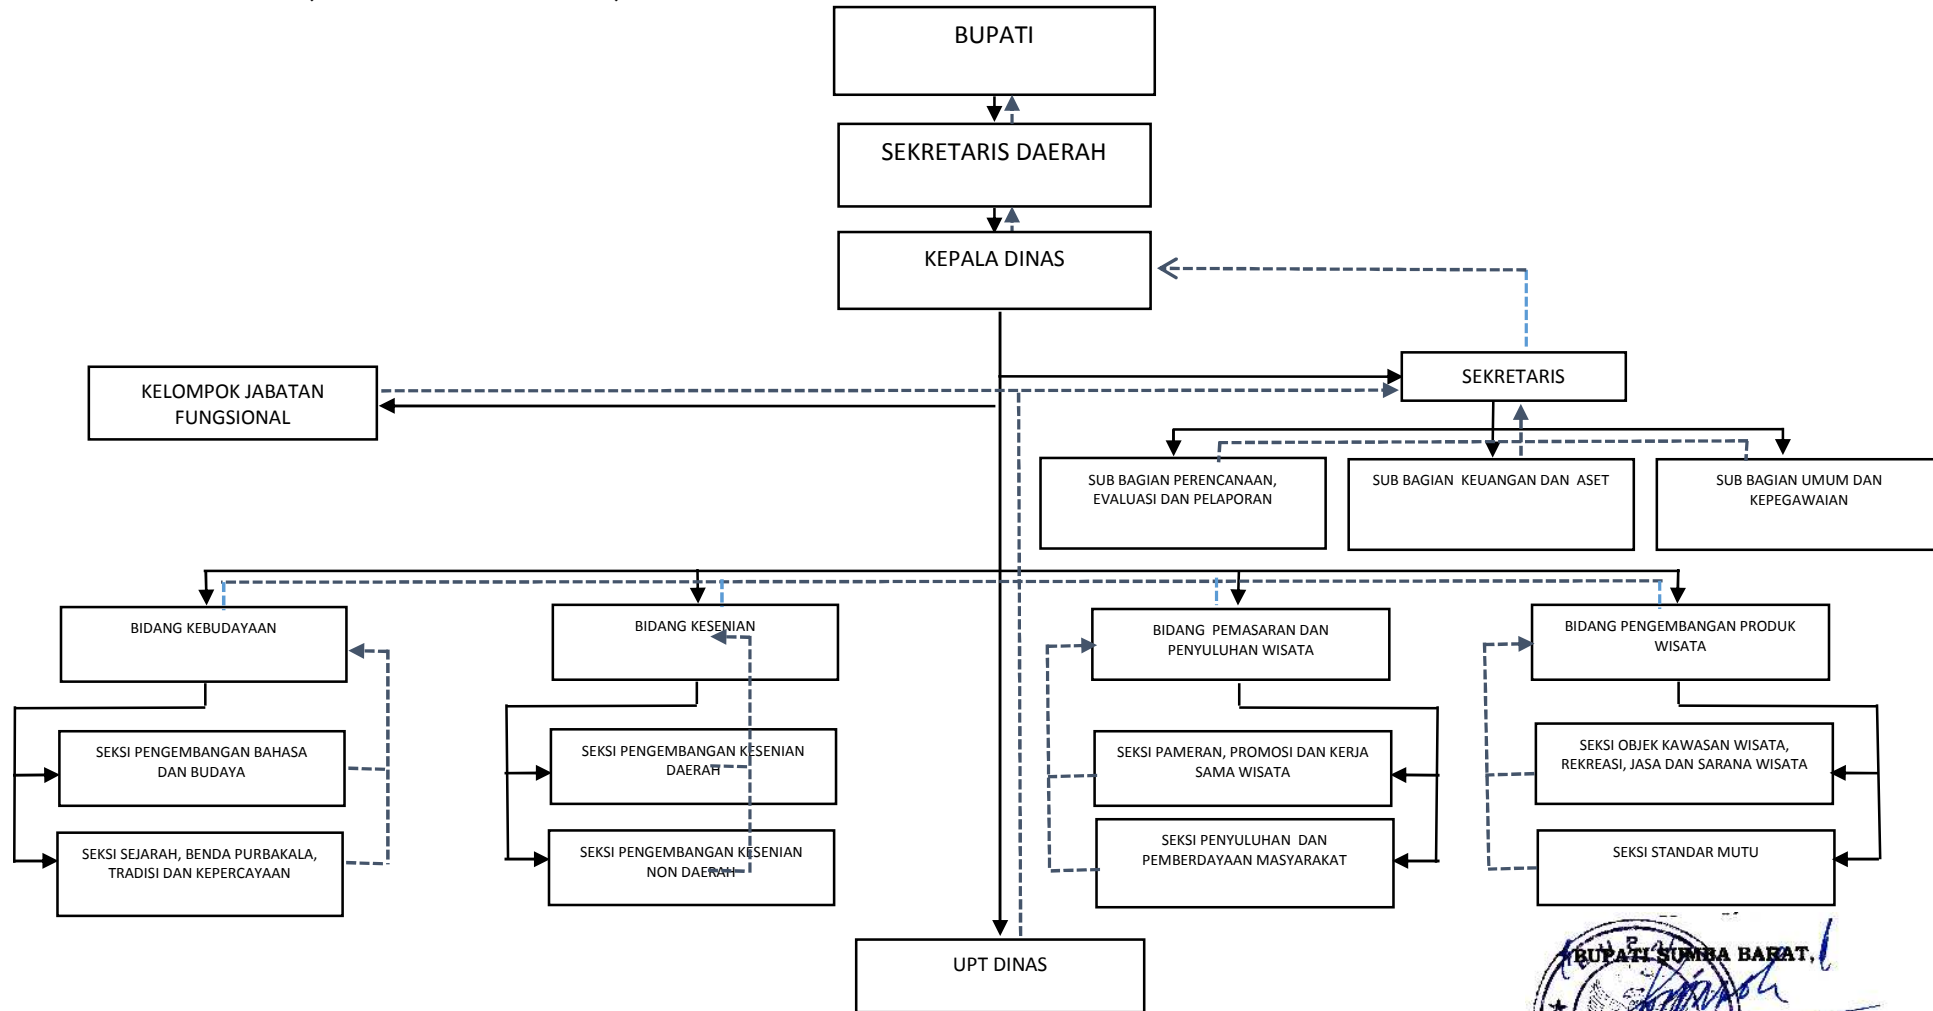 BUPATI
SEKRETARIS DAERAH
KEPALA DINAS
KELOMPOK JABATAN
FUNGSIONAL
SEKRETARIS
SUB BAGIAN PERENCANAAN,
EVALUASI DAN PELAPORAN
SUB BAGIAN KEUANGAN DAN ASET
SUB BAGIAN UMUM DAN
KEPEGAWAIAN
BIDANG KEBUDAYAAN
BIDANG KESENIAN
BIDANG PEMASARAN DAN
PENYULUHAN WISATA
BIDANG PENGEMBANGAN PRODUK
WISATA
SEKSI PENGEMBANGAN BAHASA
DAN BUDAYA
SEKSI PENGEMBANGAN KESENIAN
DAERAH
SEKSI PAMERAN, PROMOSI DAN KERJA
SAMA WISATA
SEKSI OBJEK KAWASAN WISATA,
REKREASI, JASA DAN SARANA WISATA
SEKSI SEJARAH, BENDA PURBAKALA,
TRADISI DAN KEPERCAYAAN
SEKSI PENGEMBANGAN KESENIAN
NON DAERAH
SEKSI PENYULUHAN DAN
PEMBERDAYAAN MASYARAKAT
SEKSI STANDAR MUTU
UPT DINAS
BUPATI SUMBA BARAT,